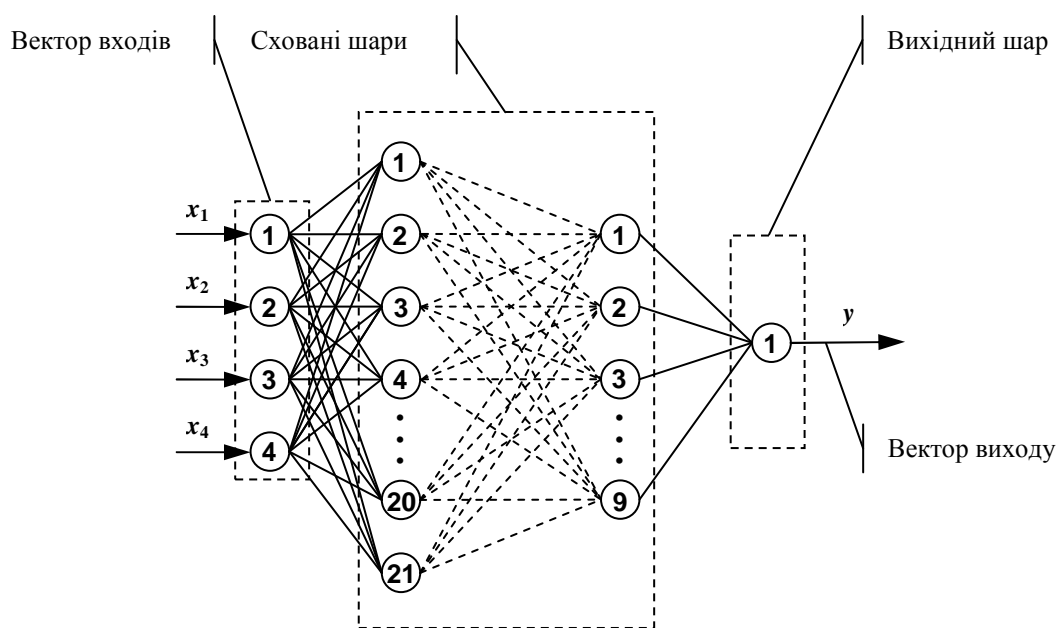 Вектор входів
Сховані шари
Вихідний шар
x1
x2
x3
x4
1
2
3
4
1
2
3
4
20
21
1
2
3
9
1
y
Вектор виходу